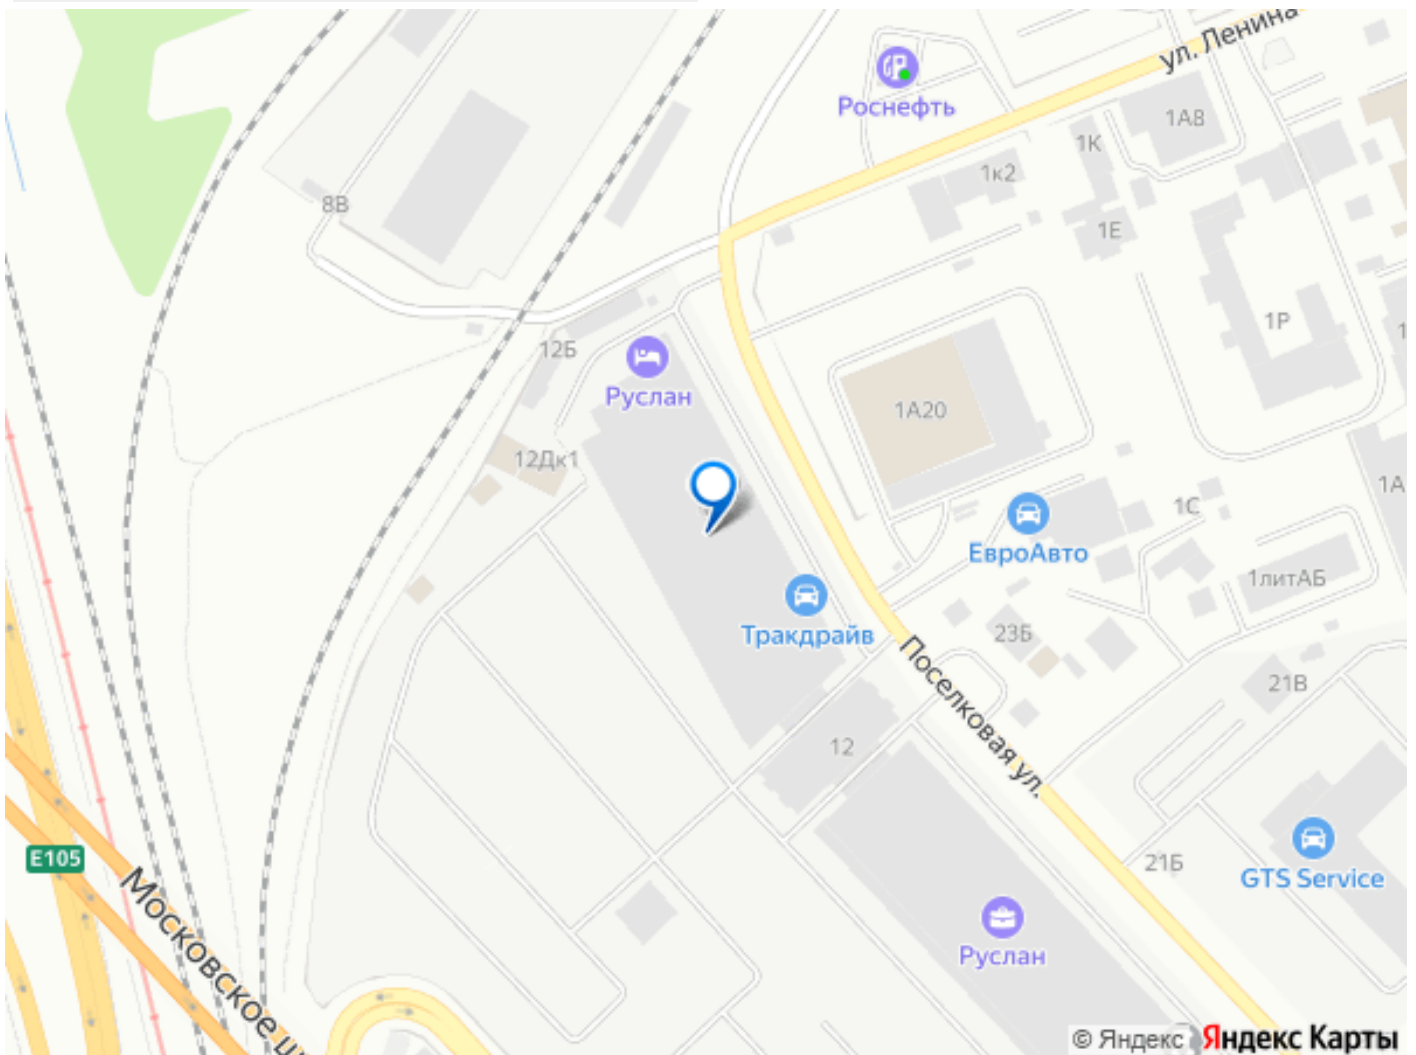 ул. Ленина
Роснефть
1А8
1К
1к2
8В
1Е
1Р
12Б
Руслан
1А20
12Дк1
1А
1С
ЕвроАвто
1литАБ
Тракдрайв
23Б
Поселковая ул.
21В
12
E105
21Б
GTS Service
Московское ш
Руслан
© Яндекс Яндекс Карты